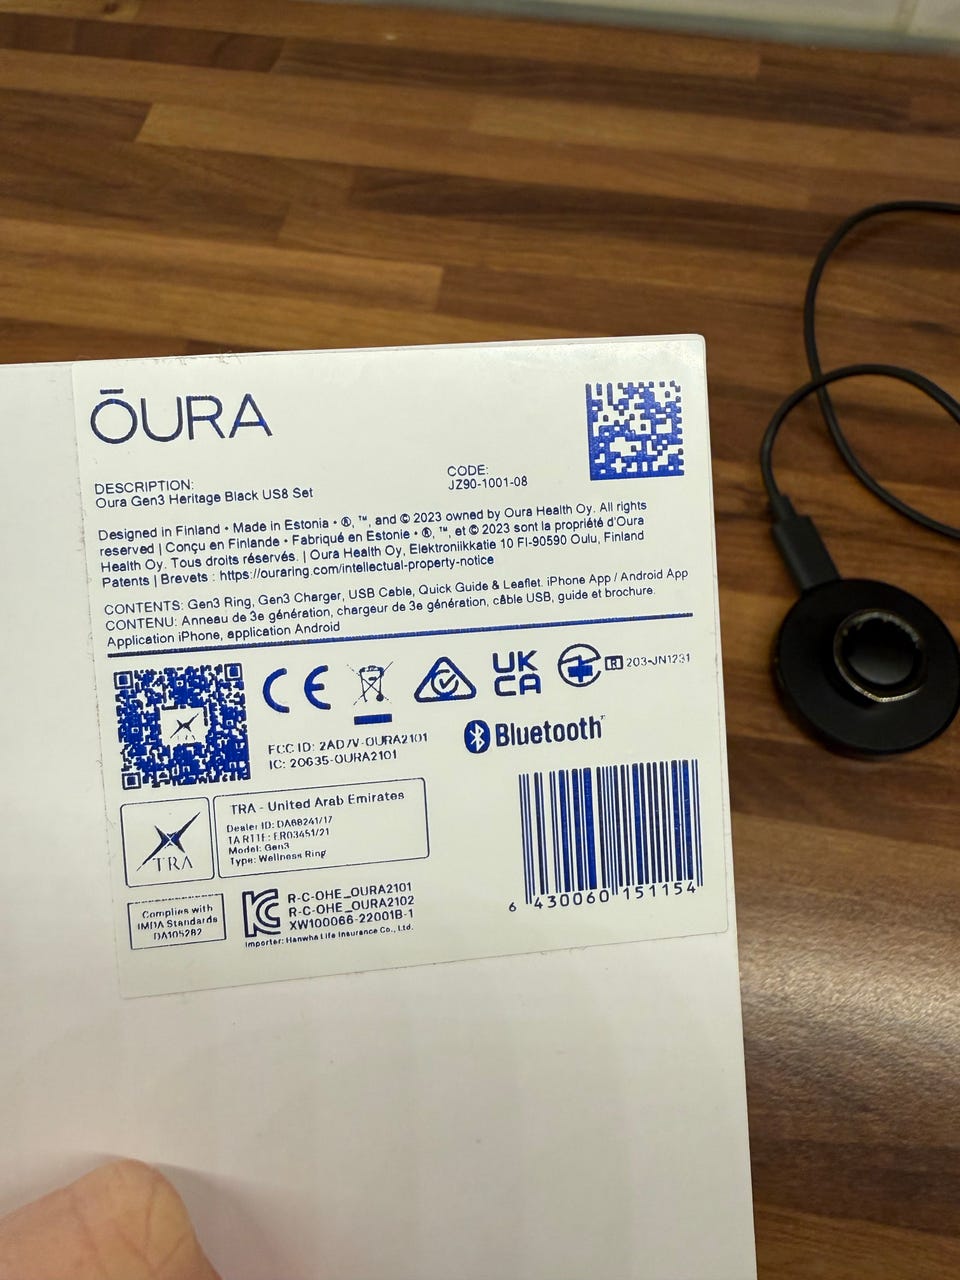 ŌURA
DESCRIPTION:
Oura Gen3 Heritage Black US8 Set
CODE:
JZ90-1001-08
Designed in Finland • Made in Estonia • ®, ™, and © 2023 owned by Oura Health Oy. All rights
reserved | Conçu en Finlande • Fabriqué en Estonie • ®, ™, et © 2023 sont la propriété d'Oura
Health Oy. Tous droits réservés. | Oura Health Oy, Elektroniikkatie 10 FI-90590 Oulu, Finland
Patents | Brevets : https://ouraring.com/intellectual-property-notice
CONTENTS: Gen3 Ring, Gen3 Charger, USB Cable, Quick Guide & Leaflet. iPhone App / Android App
CONTENU: Anneau de 3e génération, chargeur de 3e génération, câble USB, guide et brochure.
Application iPhone, application Android
CE
UK
CA
R 203-JN1231
FCC ID: 2AD7V-OURA2101
IC: 20635-OURA2101
Bluetooth
TRA
TRA - United Arab Emirates
Dealer ID: DA68241/17
TA RTTE: ER03451/21
Model: Gen3
Type: Wellness Ring
Complies with
IMDA Standards
DA105282
R-C-OHE_OURA2101
R-C-OHE_OURA2102
XW100066-22001B-1
Importer: Hanwha Life Insurance Co., Ltd.
6 430060 151154